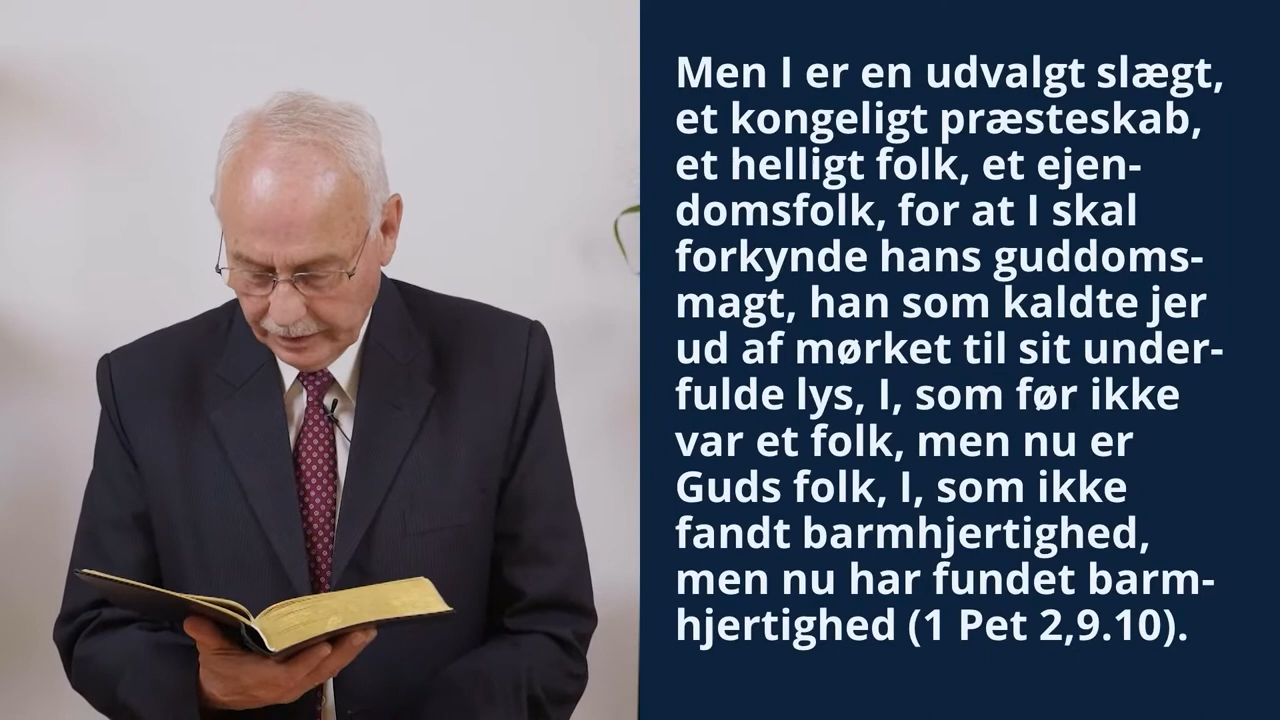 Men I er en udvalgt slægt,
et kongeligt præsteskab,
et helligt folk, et ejen-
domsfolk, for at I skal
forkynde hans guddoms-
magt, han som kaldte jer
ud af mørket til sit under-
fulde lys, I, som før ikke
var et folk, men nu er
Guds folk, I, som ikke
fandt barmhjertighed,
men nu har fundet barm-
hjertighed (1 Pet 2,9.10).